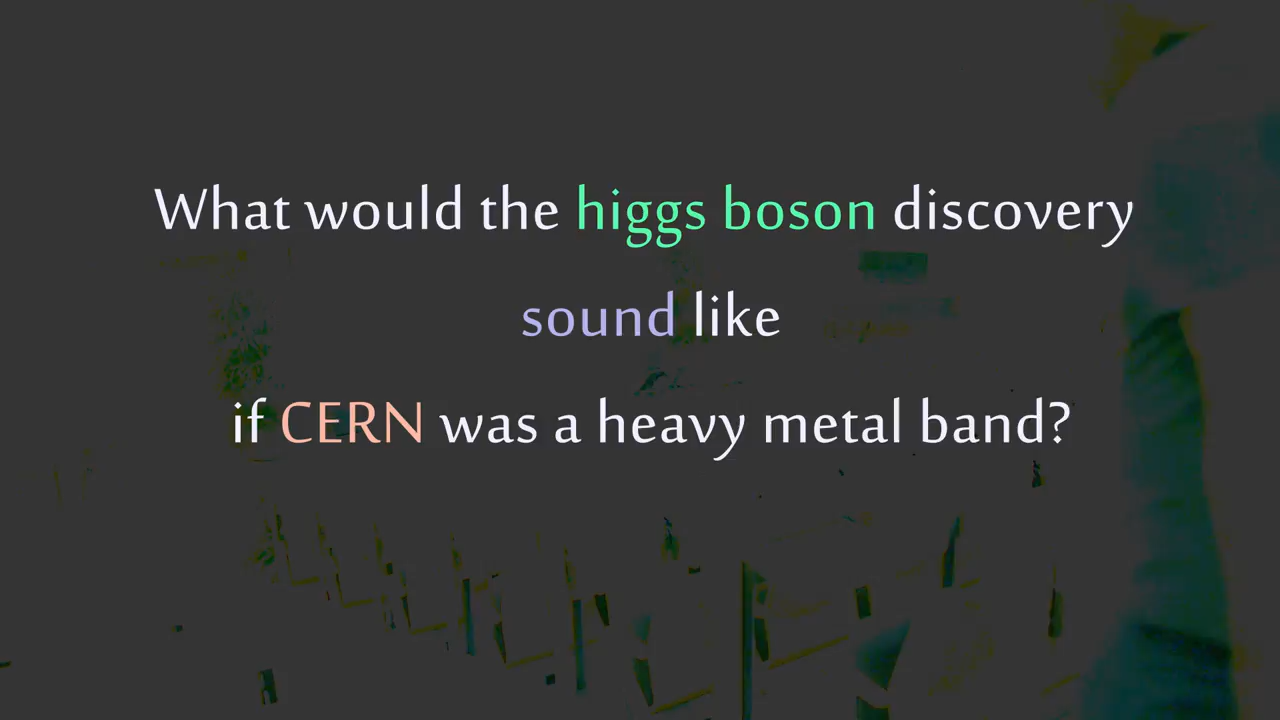 What would the higgs boson discovery
sound like
if CERN was a heavy metal band?